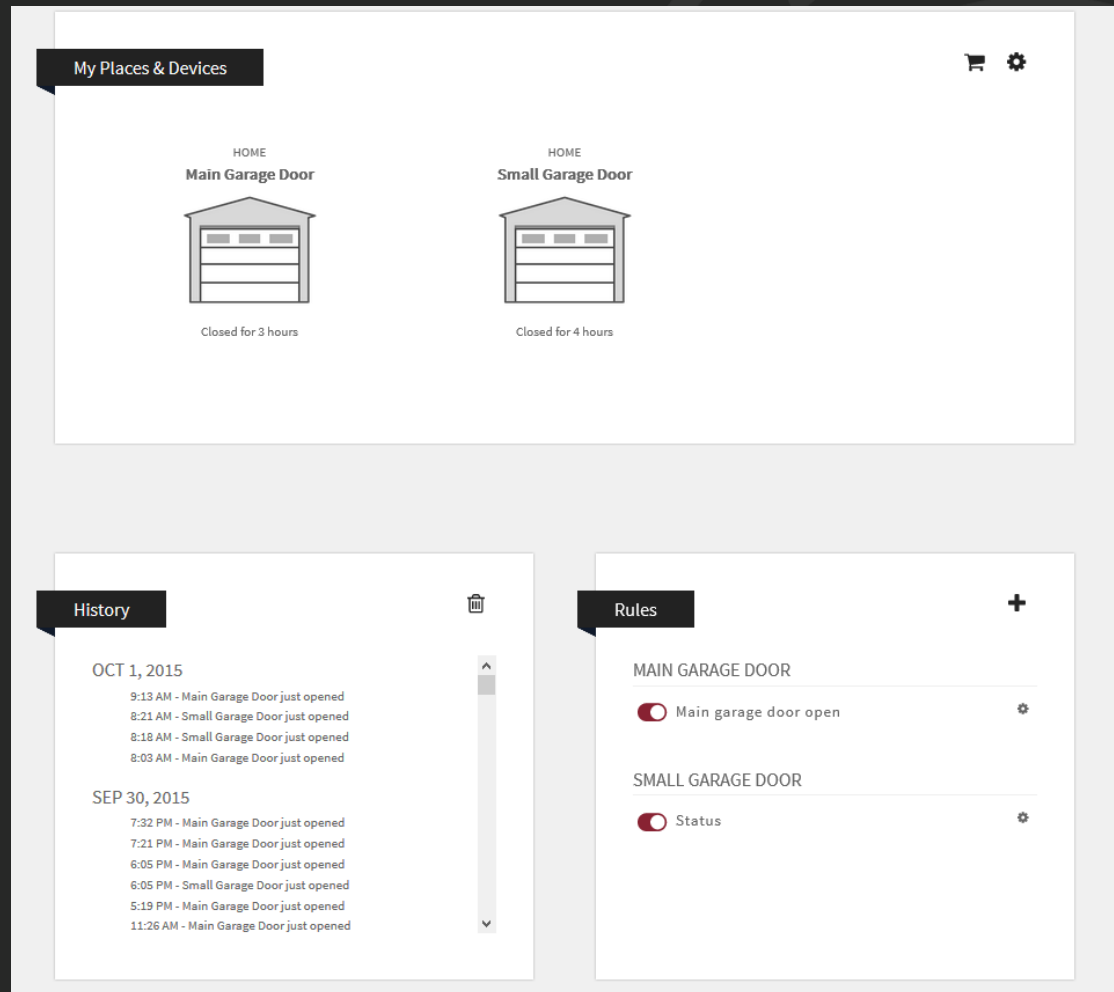 My Places & Devices
HOME
Main Garage Door
Closed for 3 hours
HOME
Small Garage Door
Closed for 4 hours
History
OCT 1, 2015
9:13 AM - Main Garage Door just opened
8:21 AM - Small Garage Door just opened
8:18 AM - Small Garage Door just opened
8:03 AM - Main Garage Door just opened
SEP 30, 2015
7:32 PM - Main Garage Door just opened
7:21 PM - Main Garage Door just opened
6:05 PM - Main Garage Door just opened
6:05 PM - Small Garage Door just opened
5:19 PM - Main Garage Door just opened
11:26 AM - Main Garage Door just opened
Rules
MAIN GARAGE DOOR
Main garage door open
SMALL GARAGE DOOR
Status